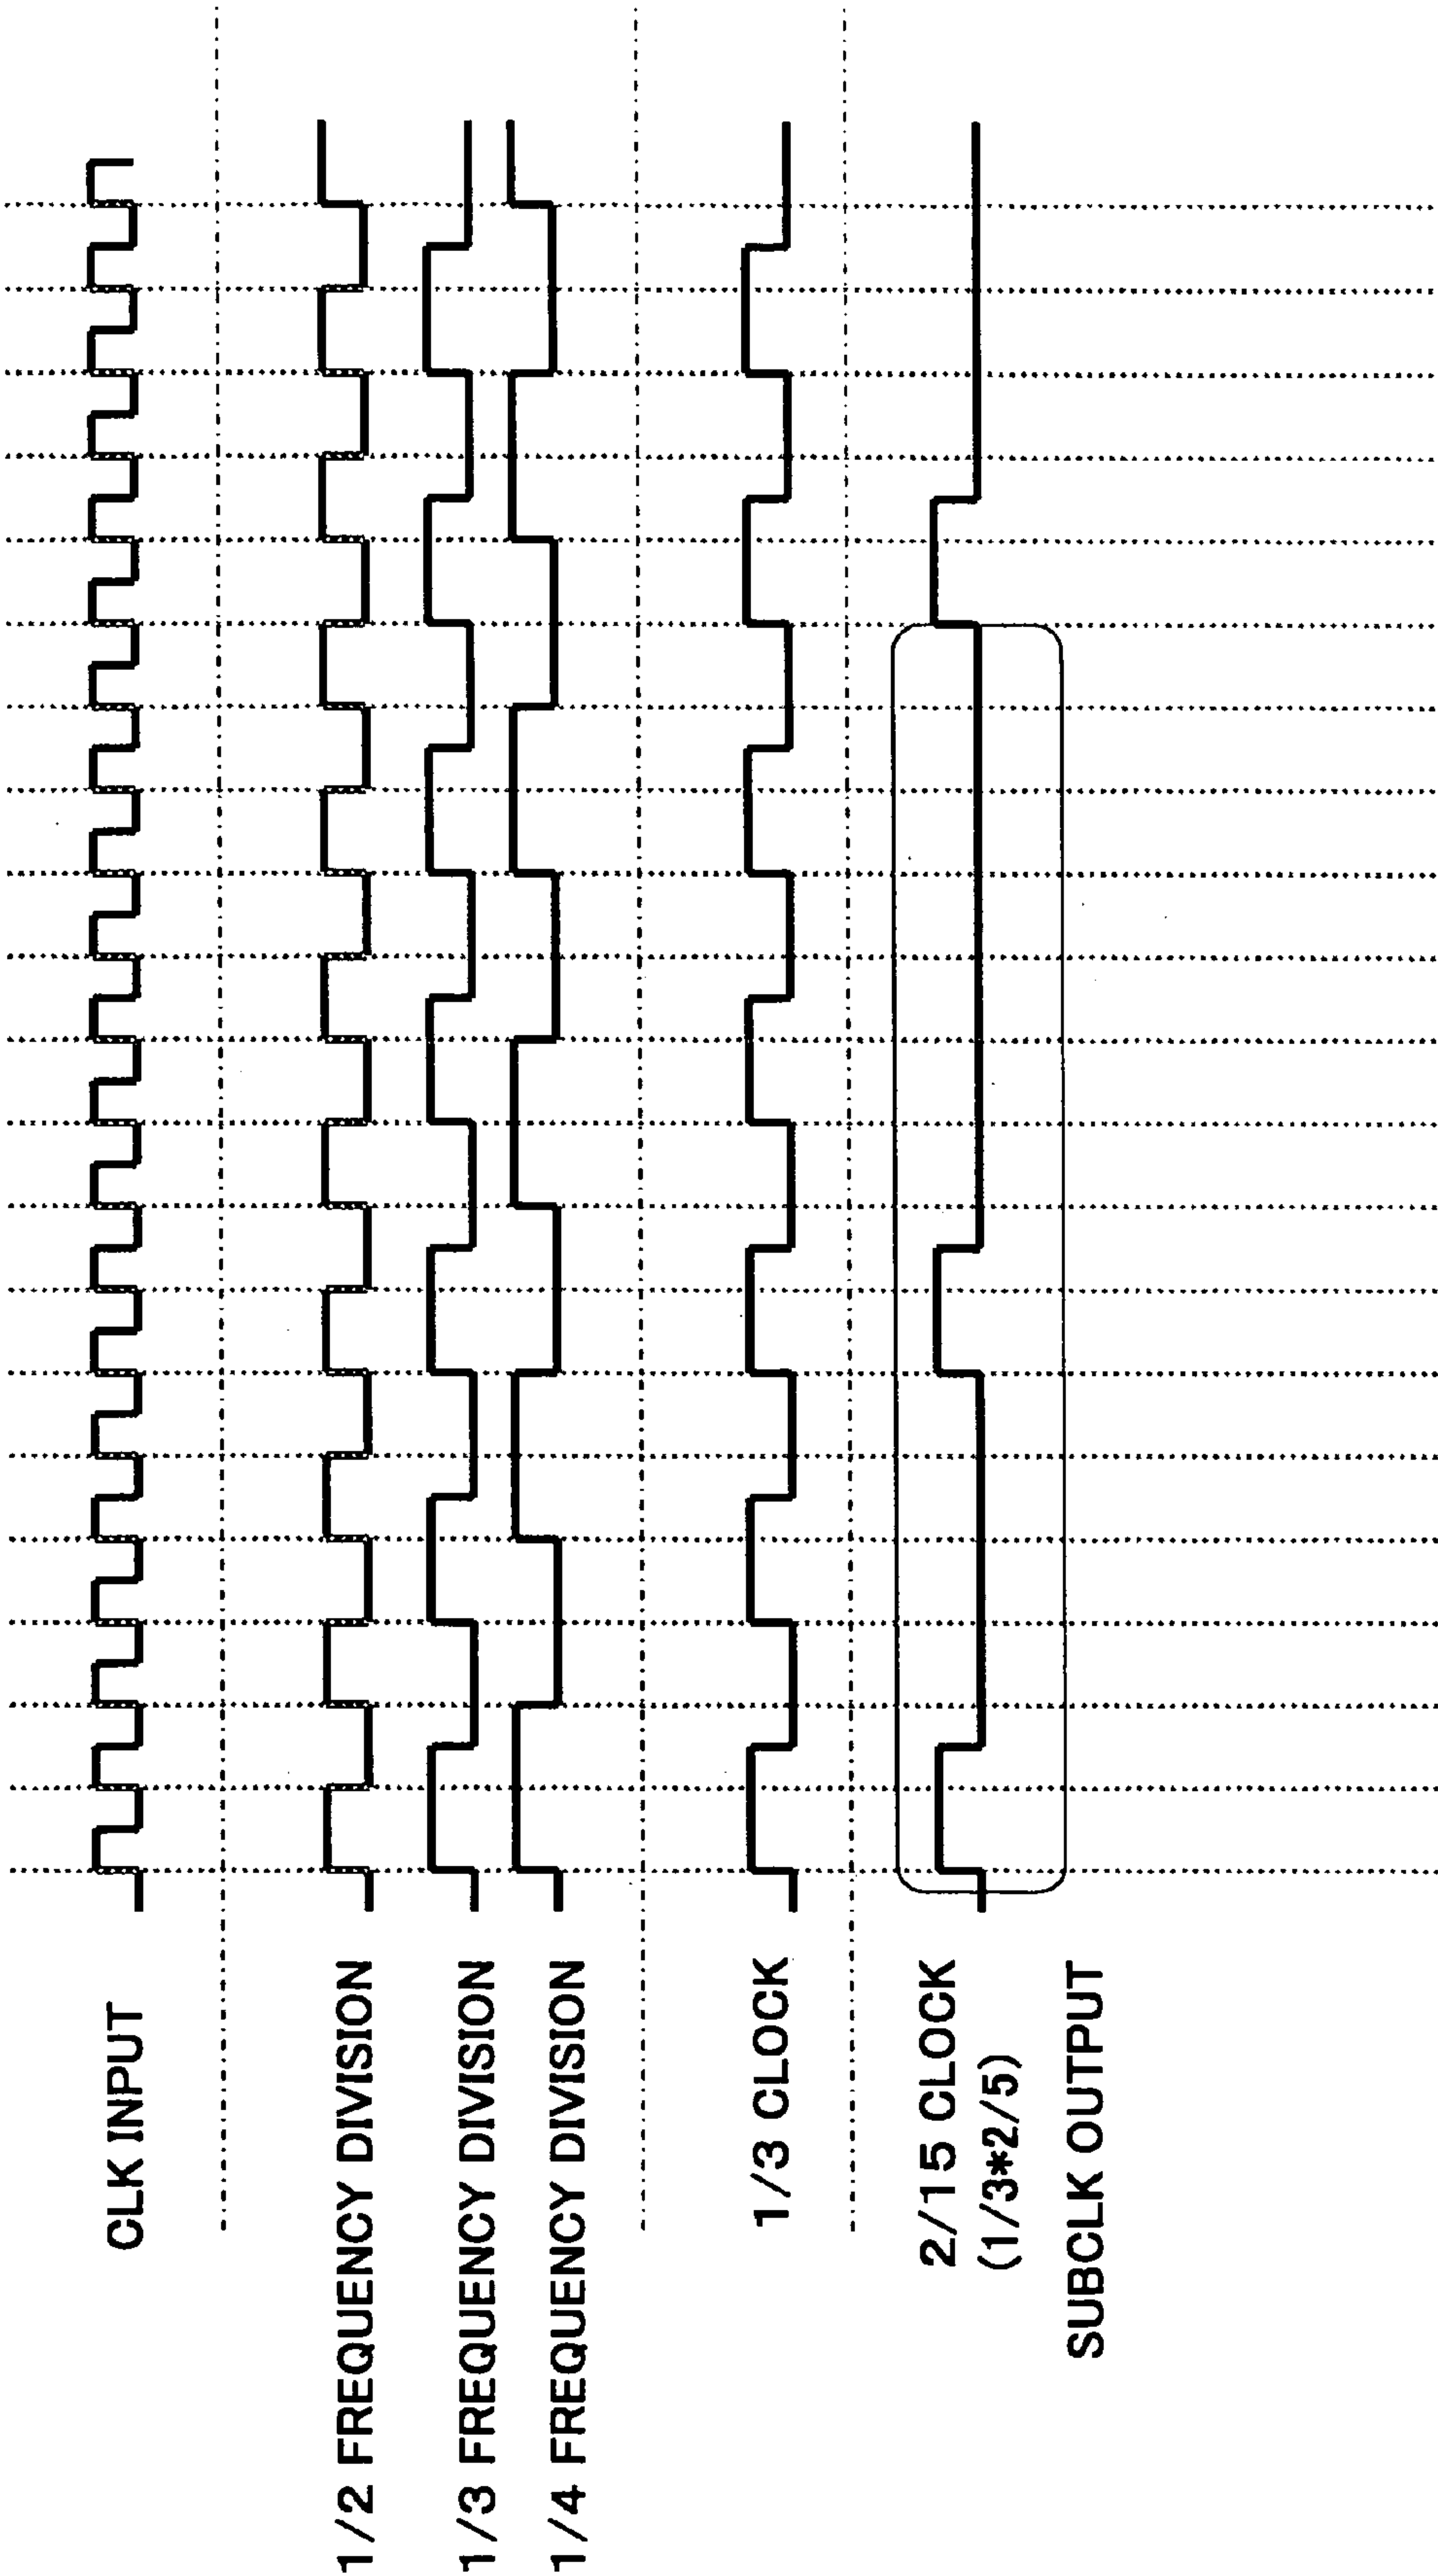 CLK INPUT
1/2 FREQUENCY DIVISION
1/3 FREQUENCY DIVISION
1/4 FREQUENCY DIVISION
1/3 CLOCK
2/15 CLOCK
(1/3*2/5)
SUBCLK OUTPUT